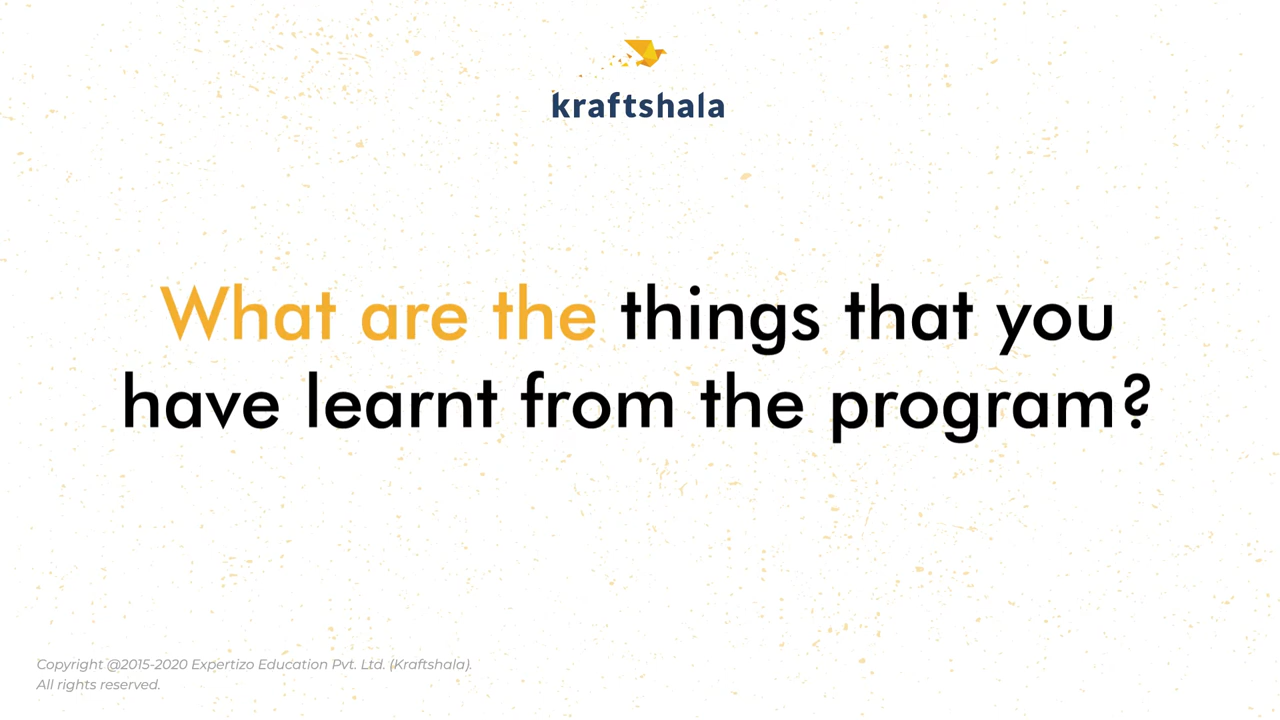 kraftshala
What are the things that you
have learnt from the program?
Copyright @2015-2020 Expertizo Education Pvt. Ltd. (Kraftshala).
All rights reserved.